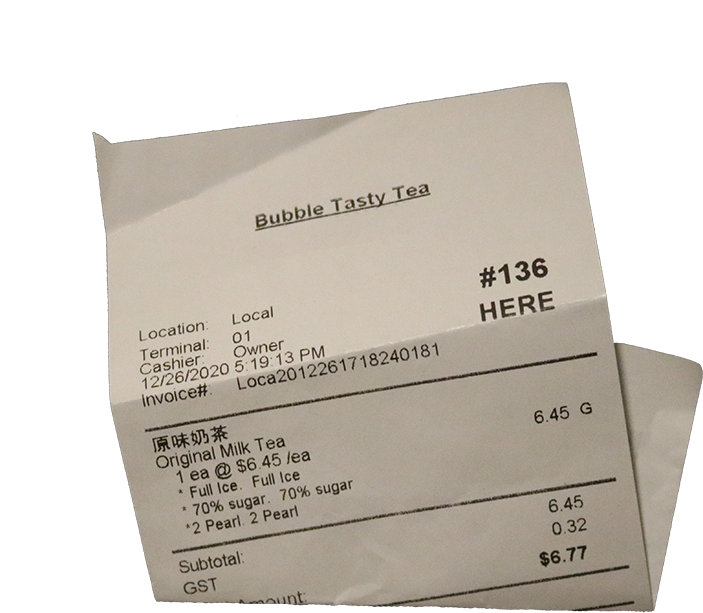 Bubble Tasty Tea
#136
HERE
Location: Local
Terminal: 01
Cashier: Owner
12/26/2020 5:19:13 PM
Invoice#: Loca2012261718240181
原味奶茶
Original Milk Tea 6.45 G
1 ea @ $6.45 /ea
* Full Ice. Full Ice
* 70% sugar. 70% sugar
*2 Pearl. 2 Pearl
Subtotal: 6.45
GST 0.32
Amount: $6.77